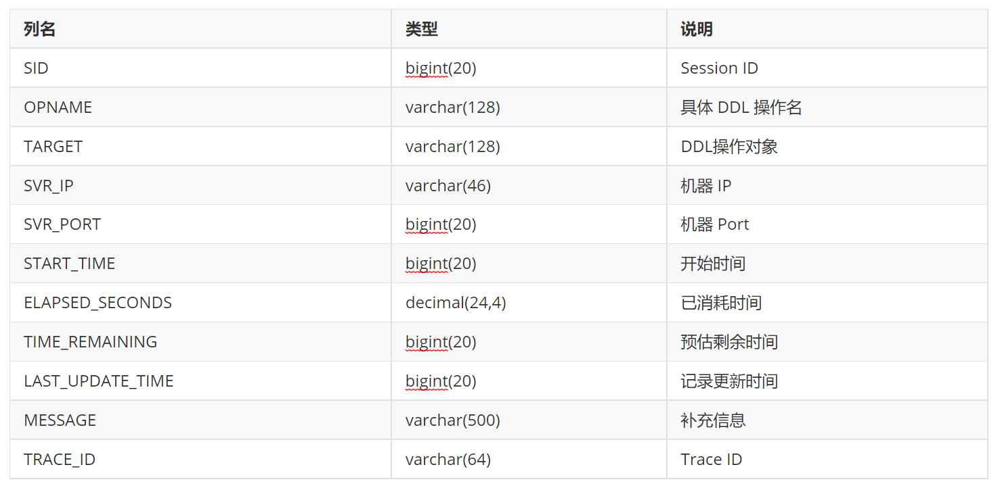 列名 类型 说明
SID bigint(20) Session ID
OPNAME varchar(128) 具体 DDL 操作名
TARGET varchar(128) DDL操作对象
SVR_IP varchar(46) 机器 IP
SVR_PORT bigint(20) 机器 Port
START_TIME bigint(20) 开始时间
ELAPSED_SECONDS decimal(24,4) 已消耗时间
TIME_REMAINING bigint(20) 预估剩余时间
LAST_UPDATE_TIME bigint(20) 记录更新时间
MESSAGE varchar(500) 补充信息
TRACE_ID varchar(64) Trace ID